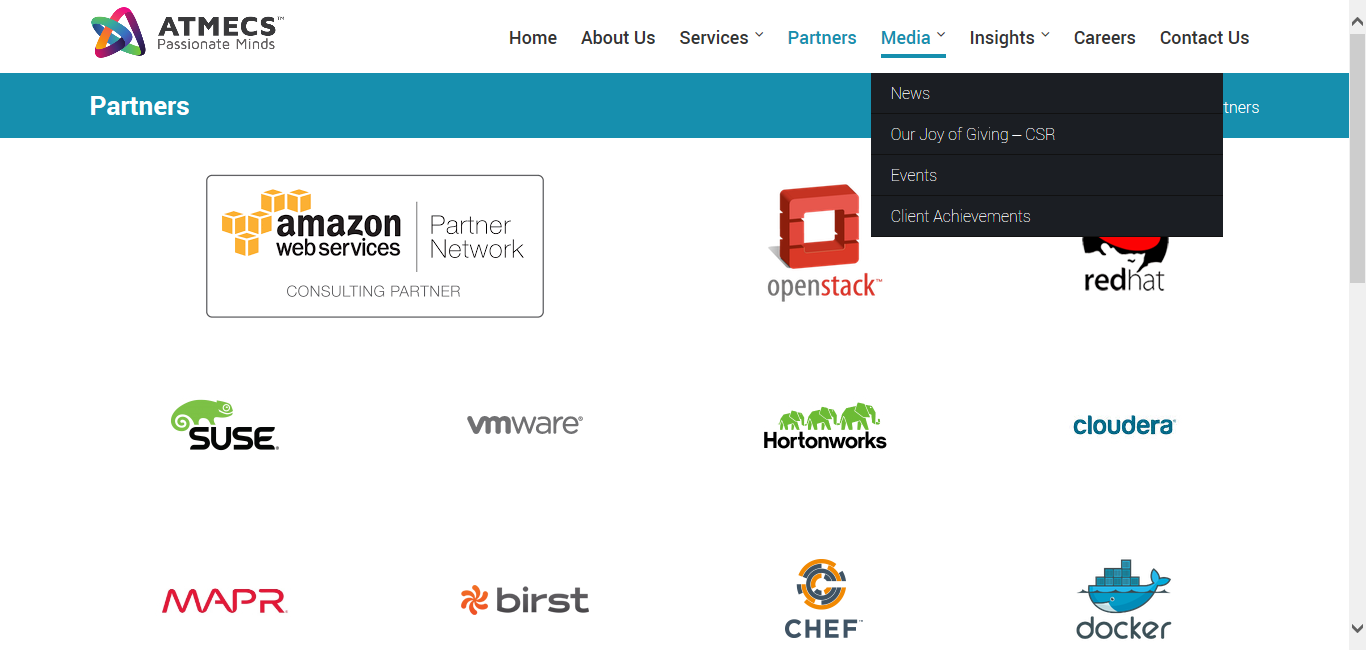 ATMECS™
Passionate Minds
Home About Us Services Partners Media Insights Careers Contact Us
Partners
tners
News
Our Joy of Giving – CSR
Events
Client Achievements
amazon
web services
Partner
Network
CONSULTING PARTNER
openstack™
redhat
SUSE®
vmware®
Hortonworks
cloudera
MAPR
birst
CHEF™
docker